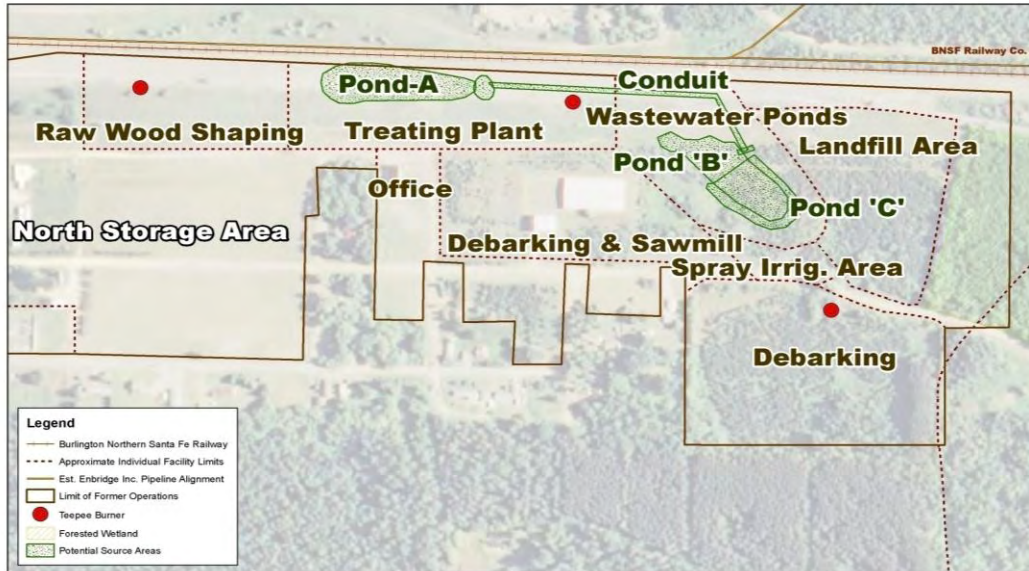 BNSF Railway Co.
Pond-A
Conduit
Raw Wood Shaping
Treating Plant
Wastewater Ponds
Landfill Area
Pond 'B'
Office
Pond 'C'
North Storage Area
Debarking & Sawmill
Spray Irrig. Area
Debarking
Legend
Burlington Northern Santa Fe Railway
Approximate Individual Facility Limits
Est. Enbridge Inc. Pipeline Alignment
Limit of Former Operations
Teepee Burner
Forested Wetland
Potential Source Areas